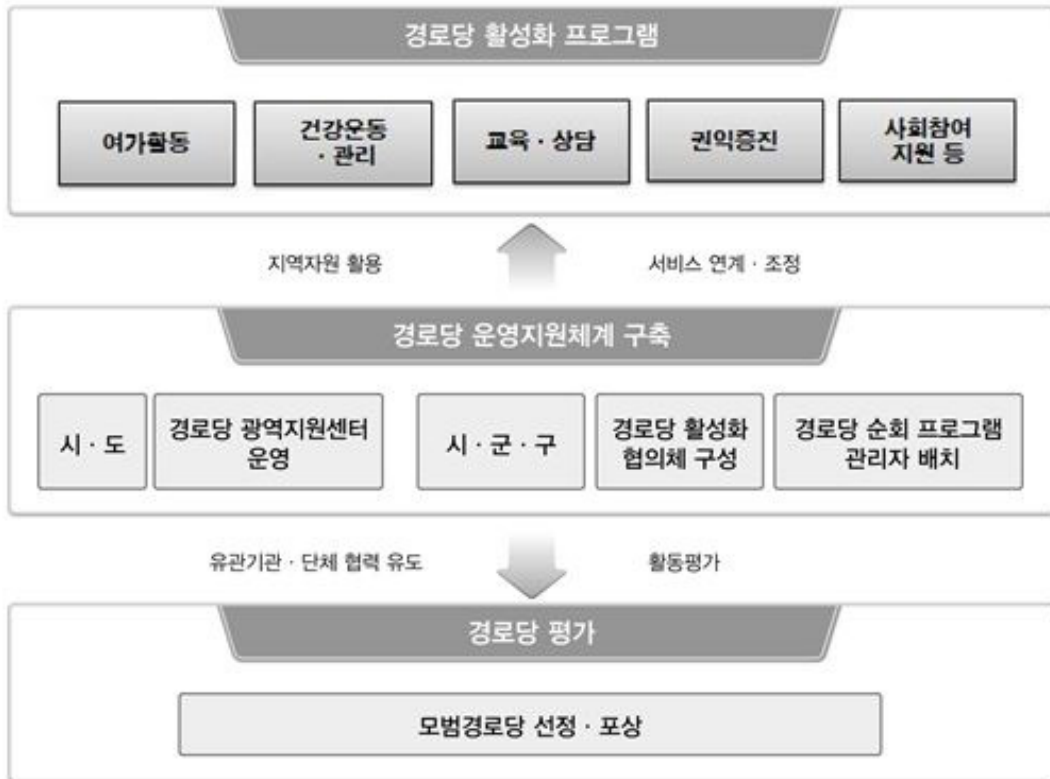 경로당 활성화 프로그램
여가활동
건강운동
· 관리
교육 · 상담
권익증진
사회참여
지원 등
지역자원 활용
서비스 연계 · 조정
경로당 운영지원체계 구축
시 · 도
경로당 광역지원센터
운영
시 · 군 · 구
경로당 활성화
협의체 구성
경로당 순회 프로그램
관리자 배치
유관기관 · 단체 협력 유도
활동평가
경로당 평가
모범경로당 선정 · 포상